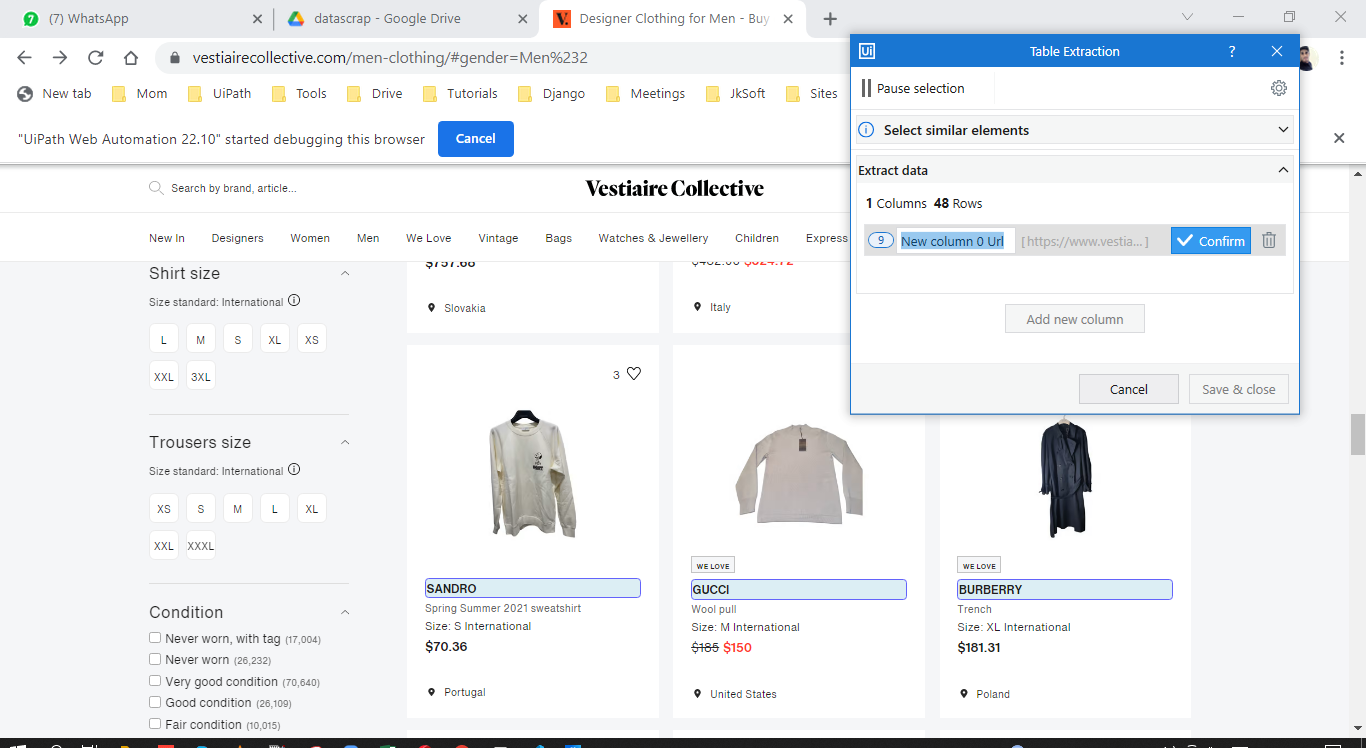 7
(7) WhatsApp
datascrap - Google Drive
V.
Designer Clothing for Men - Buy
vestiairecollective.com/men-clothing/#gender=Men%232
New tab
Mom
UiPath
Tools
Drive
Tutorials
Django
Meetings
JkSoft
Sites
"UiPath Web Automation 22.10" started debugging this browser
Cancel
Search by brand, article...
Vestiaire Collective
New In
Designers
Women
Men
We Love
Vintage
Bags
Watches & Jewellery
Children
Express
Shirt size
Size standard: International
L M S XL XS
XXL 3XL
Trousers size
Size standard: International
XS S M L XL
XXL XXXL
Condition
Never worn, with tag (17,004)
Never worn (26,232)
Very good condition (70,640)
Good condition (26,109)
Fair condition (10,015)
$757.68
Slovakia
Italy
3
SANDRO
Spring Summer 2021 sweatshirt
Size: S International
$70.36
Portugal
WE LOVE
GUCCI
Wool pull
Size: M International
$185 $150
United States
WE LOVE
BURBERRY
Trench
Size: XL International
$181.31
Poland
Ui
Table Extraction
?
Pause selection
Select similar elements
Extract data
1 Columns 48 Rows
9
New column 0 Url
[https://www.vestia... ]
Confirm
Add new column
Cancel
Save & close